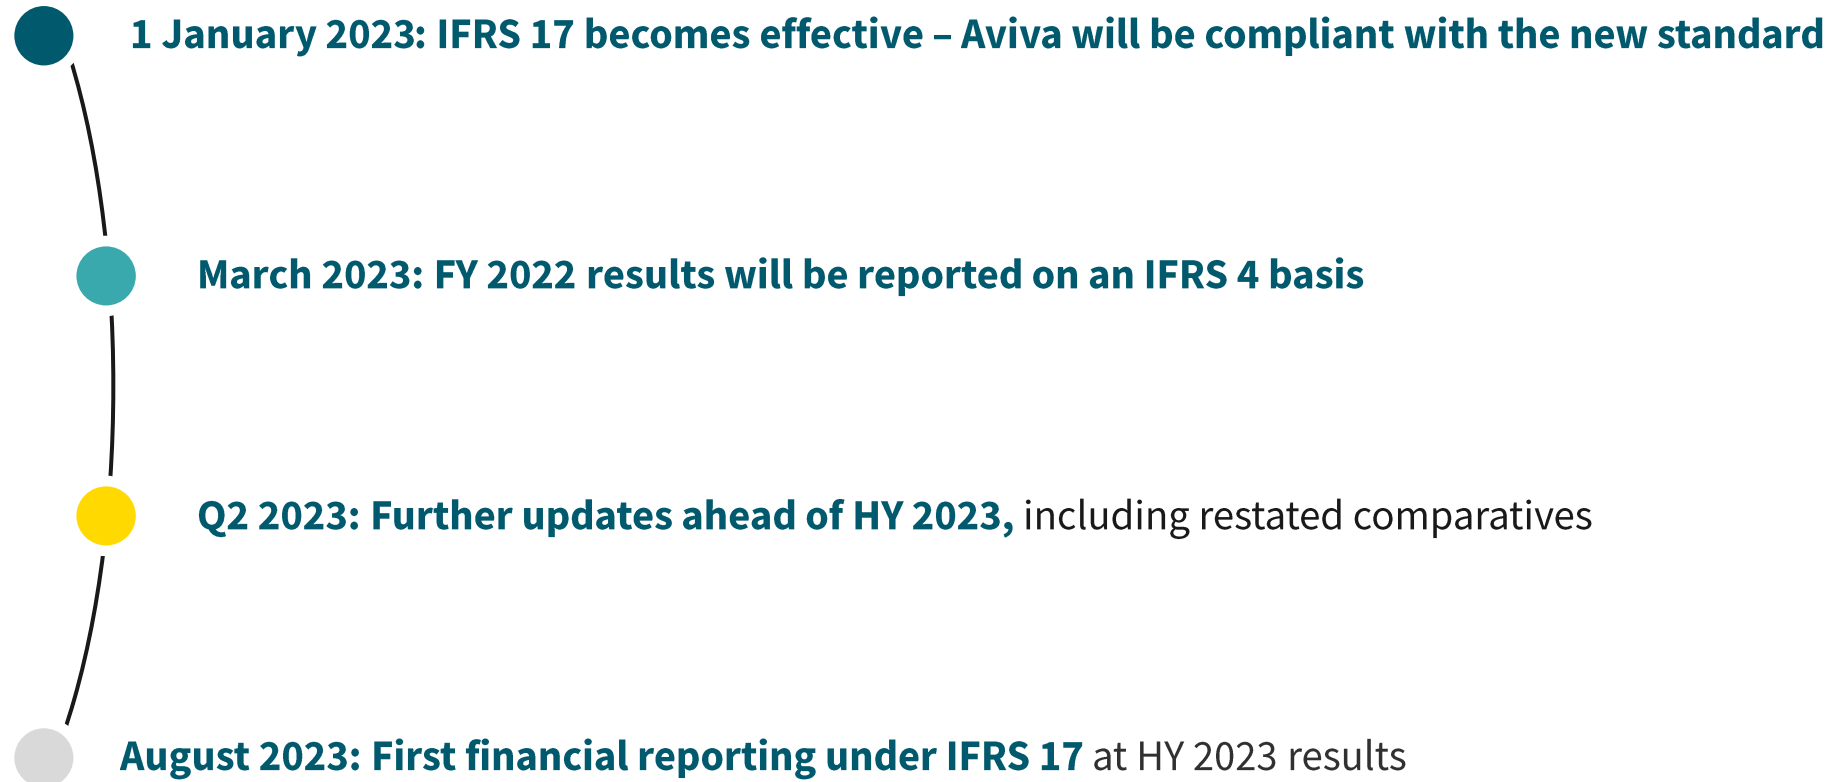 1 January 2023: IFRS 17 becomes effective – Aviva will be compliant with the new standard
March 2023: FY 2022 results will be reported on an IFRS 4 basis
Q2 2023: Further updates ahead of HY 2023, including restated comparatives
August 2023: First financial reporting under IFRS 17 at HY 2023 results